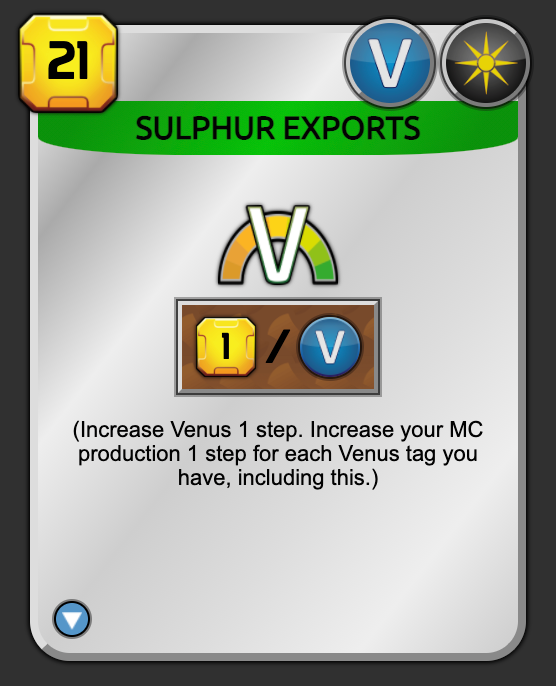 21
V
SULPHUR EXPORTS
V
1 / V
(Increase Venus 1 step. Increase your MC
production 1 step for each Venus tag you
have, including this.)